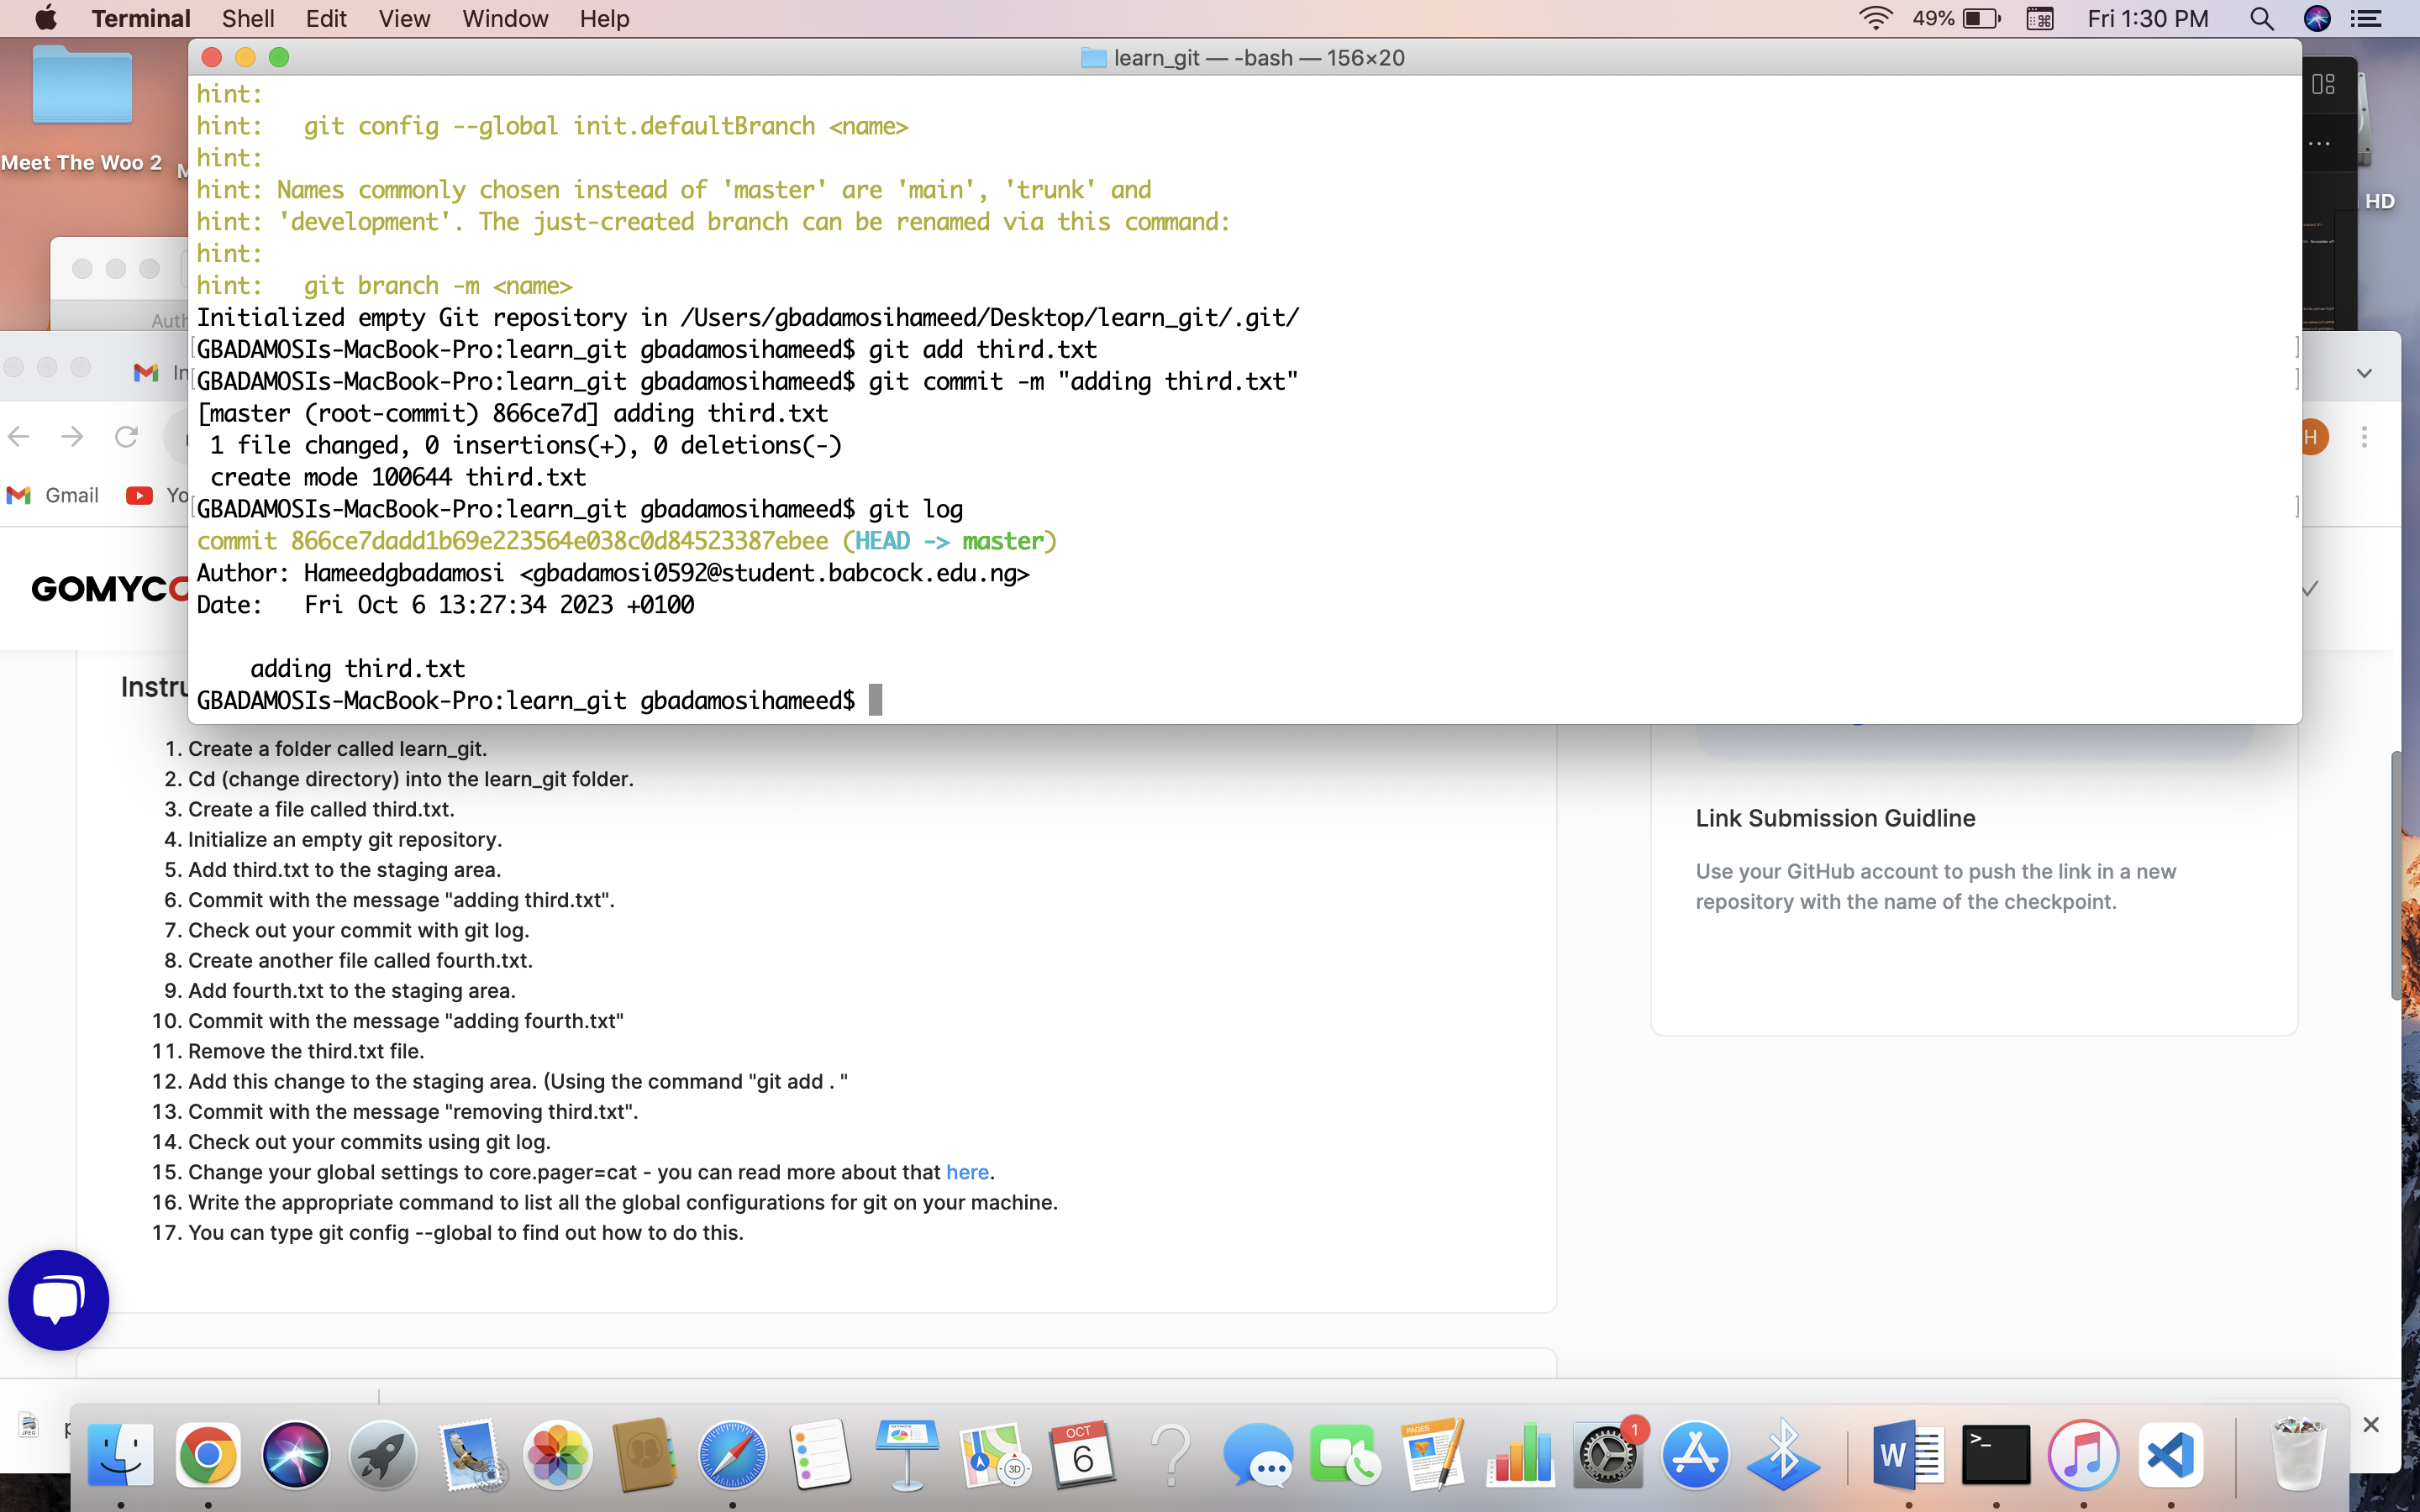 Terminal Shell Edit View Window Help 49% Fri 1:30 PM
learn_git — -bash — 156×20
Meet The Woo 2
HD
hint:
hint:   git config --global init.defaultBranch <name>
hint:
hint: Names commonly chosen instead of 'master' are 'main', 'trunk' and
hint: 'development'. The just-created branch can be renamed via this command:
hint:
hint:   git branch -m <name>
Initialized empty Git repository in /Users/gbadamosihameed/Desktop/learn_git/.git/
[GBADAMOSIs-MacBook-Pro:learn_git gbadamosihameed$ git add third.txt ]
[GBADAMOSIs-MacBook-Pro:learn_git gbadamosihameed$ git commit -m "adding third.txt" ]
[master (root-commit) 866ce7d] adding third.txt
 1 file changed, 0 insertions(+), 0 deletions(-)
 create mode 100644 third.txt
[GBADAMOSIs-MacBook-Pro:learn_git gbadamosihameed$ git log ]
commit 866ce7dadd1b69e223564e038c0d84523387ebee (HEAD -> master)
Author: Hameedgbadamosi <gbadamosi0592@student.babcock.edu.ng>
Date:   Fri Oct 6 13:27:34 2023 +0100
    adding third.txt
GBADAMOSIs-MacBook-Pro:learn_git gbadamosihameed$
Auth
In
H
Gmail Yo
GOMYCO
Instru
1. Create a folder called learn_git.
2. Cd (change directory) into the learn_git folder.
3. Create a file called third.txt.
4. Initialize an empty git repository.
5. Add third.txt to the staging area.
6. Commit with the message "adding third.txt".
7. Check out your commit with git log.
8. Create another file called fourth.txt.
9. Add fourth.txt to the staging area.
10. Commit with the message "adding fourth.txt"
11. Remove the third.txt file.
12. Add this change to the staging area. (Using the command "git add . "
13. Commit with the message "removing third.txt".
14. Check out your commits using git log.
15. Change your global settings to core.pager=cat - you can read more about that here.
16. Write the appropriate command to list all the global configurations for git on your machine.
17. You can type git config --global to find out how to do this.
Link Submission Guidline
Use your GitHub account to push the link in a new
repository with the name of the checkpoint.
JPEG
OCT
6
3D
PAGES
1
W
>_